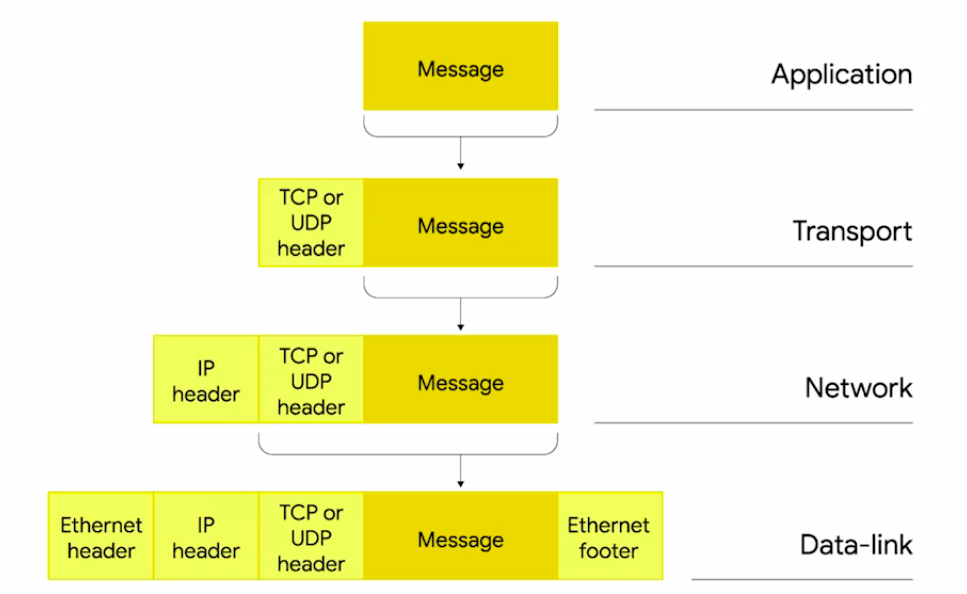 Message
Application
TCP or
UDP
header
Message
Transport
IP
header
TCP or
UDP
header
Message
Network
Ethernet
header
IP
header
TCP or
UDP
header
Message
Ethernet
footer
Data-link